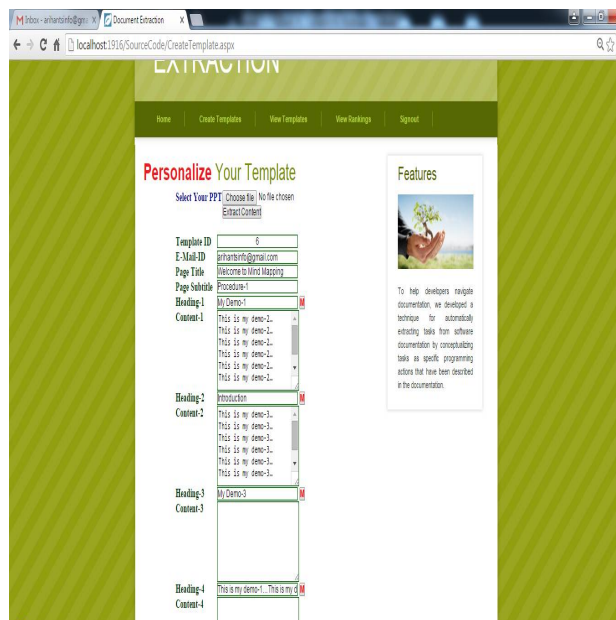 Inbox - arihantsinfo@gma
Document Extraction
localhost:1916/SourceCode/CreateTemplate.aspx
EXTRACTION
Home Create Templates View Templates View Rankings Signout
Personalize Your Template
Select Your PPT Choose file No file chosen
Extract Content
Template ID 6
E-Mail-ID arihantsinfo@gmail.com
Page Title Welcome to Mind Mapping
Page Subtitle Procedure-1
Heading-1 My Demo-1 M
Content-1 This is my demo-2…
This is my demo-2…
This is my demo-2…
This is my demo-2…
This is my demo-2…
This is my demo-2…
Heading-2 Introduction M
Content-2 This is my demo-3…
This is my demo-3…
This is my demo-3…
This is my demo-3…
This is my demo-3…
This is my demo-3…
Heading-3 My Demo-3 M
Content-3
Heading-4 This is my demo-1…This is my d M
Content-4
Features
To help developers navigate
documentation, we developed a
technique for automatically
extracting tasks from software
documentation by conceptualizing
tasks as specific programming
actions that have been described
in the documentation.